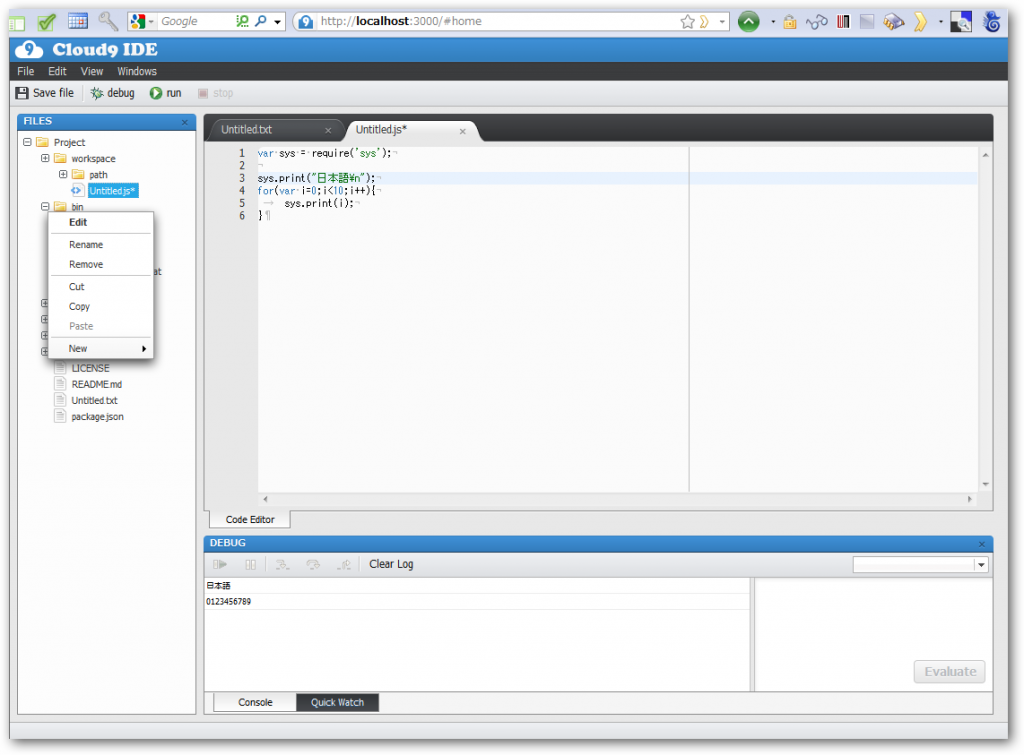 Google
http://localhost:3000/#home
Cloud9 IDE
File Edit View Windows
Save file debug run stop
FILES
Project
workspace
path
Untitled.js*
bin
Edit
Rename
Remove
at
Cut
Copy
Paste
New
LICENSE
README.md
Untitled.txt
package.json
Untitled.txt Untitled.js*
1 var sys = require('sys');
2
3 sys.print("日本語¥n");
4 for(var i=0;i<10;i++){
5 sys.print(i);
6 }
Code Editor
DEBUG
Clear Log
日本語
0123456789
Evaluate
Console Quick Watch